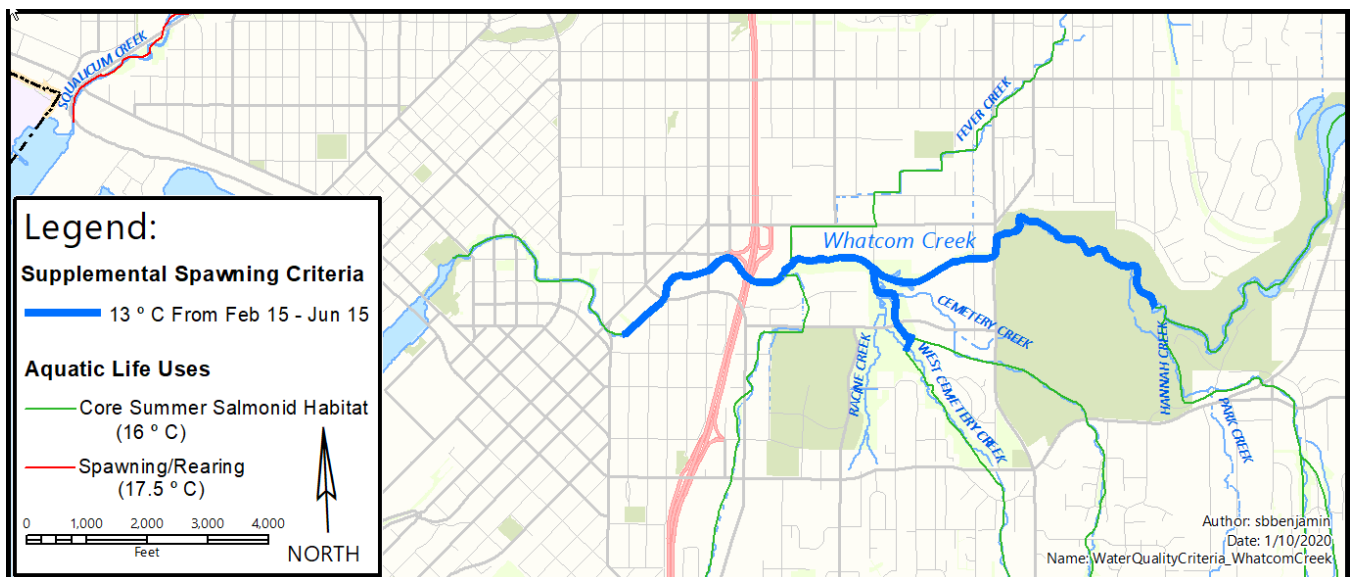 SQUALICUM CREEK
FEVER CREEK
Whatcom Creek
CEMETERY CREEK
RACINE CREEK
WEST CEMETERY CREEK
HANNAH CREEK
PARK CREEK
Legend:
Supplemental Spawning Criteria
13 º C From Feb 15 - Jun 15
Aquatic Life Uses
Core Summer Salmonid Habitat
(16 º C)
Spawning/Rearing
(17.5 º C)
0 1,000 2,000 3,000 4,000
Feet
NORTH
Author: sbbenjamin
Date: 1/10/2020
Name: WaterQualityCriteria_WhatcomCreek